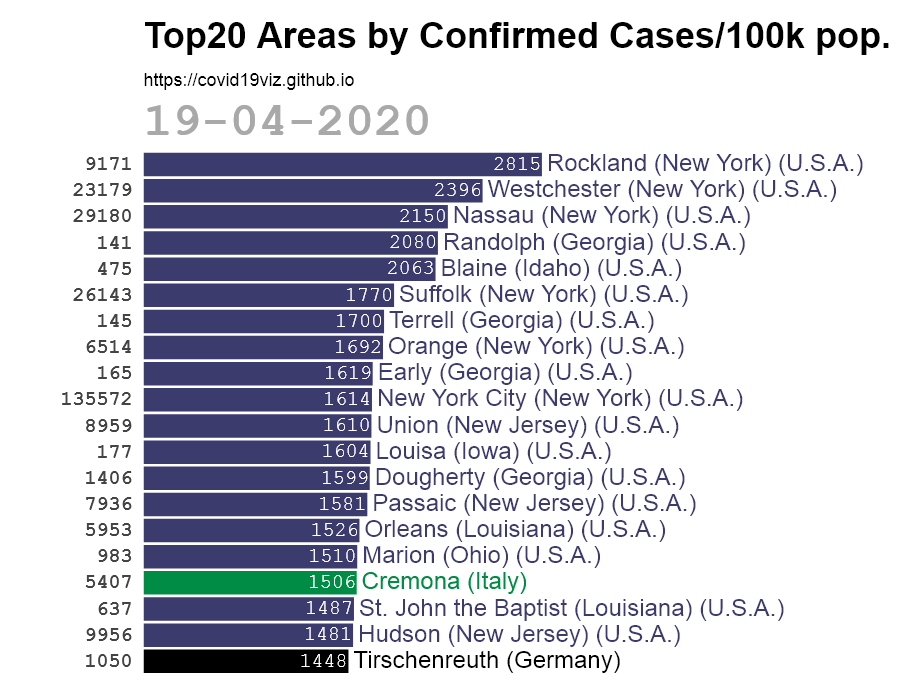 Top20 Areas by Confirmed Cases/100k pop.
https://covid19viz.github.io
19-04-2020
9171 2815 Rockland (New York) (U.S.A.)
23179 2396 Westchester (New York) (U.S.A.)
29180 2150 Nassau (New York) (U.S.A.)
141 2080 Randolph (Georgia) (U.S.A.)
475 2063 Blaine (Idaho) (U.S.A.)
26143 1770 Suffolk (New York) (U.S.A.)
145 1700 Terrell (Georgia) (U.S.A.)
6514 1692 Orange (New York) (U.S.A.)
165 1619 Early (Georgia) (U.S.A.)
135572 1614 New York City (New York) (U.S.A.)
8959 1610 Union (New Jersey) (U.S.A.)
177 1604 Louisa (Iowa) (U.S.A.)
1406 1599 Dougherty (Georgia) (U.S.A.)
7936 1581 Passaic (New Jersey) (U.S.A.)
5953 1526 Orleans (Louisiana) (U.S.A.)
983 1510 Marion (Ohio) (U.S.A.)
5407 1506 Cremona (Italy)
637 1487 St. John the Baptist (Louisiana) (U.S.A.)
9956 1481 Hudson (New Jersey) (U.S.A.)
1050 1448 Tirschenreuth (Germany)